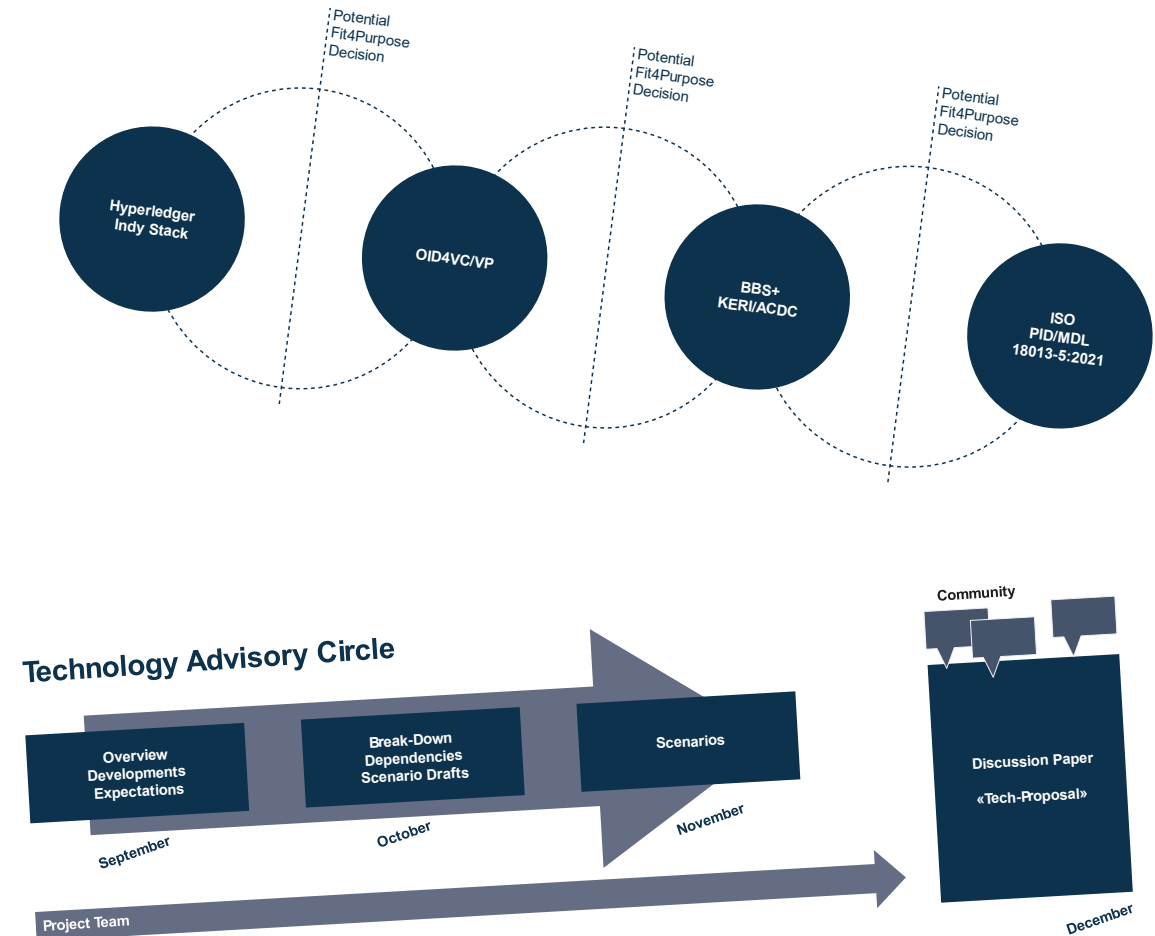 Potential
Fit4Purpose
Decision
Potential
Fit4Purpose
Decision
Potential
Fit4Purpose
Decision
Hyperledger
Indy Stack
OID4VC/VP
BBS+
KERI/ACDC
ISO
PID/MDL
18013-5:2021
Technology Advisory Circle
Overview
Developments
Expectations
September
Break-Down
Dependencies
Scenario Drafts
October
Scenarios
November
Project Team
Community
Discussion Paper
«Tech-Proposal»
December